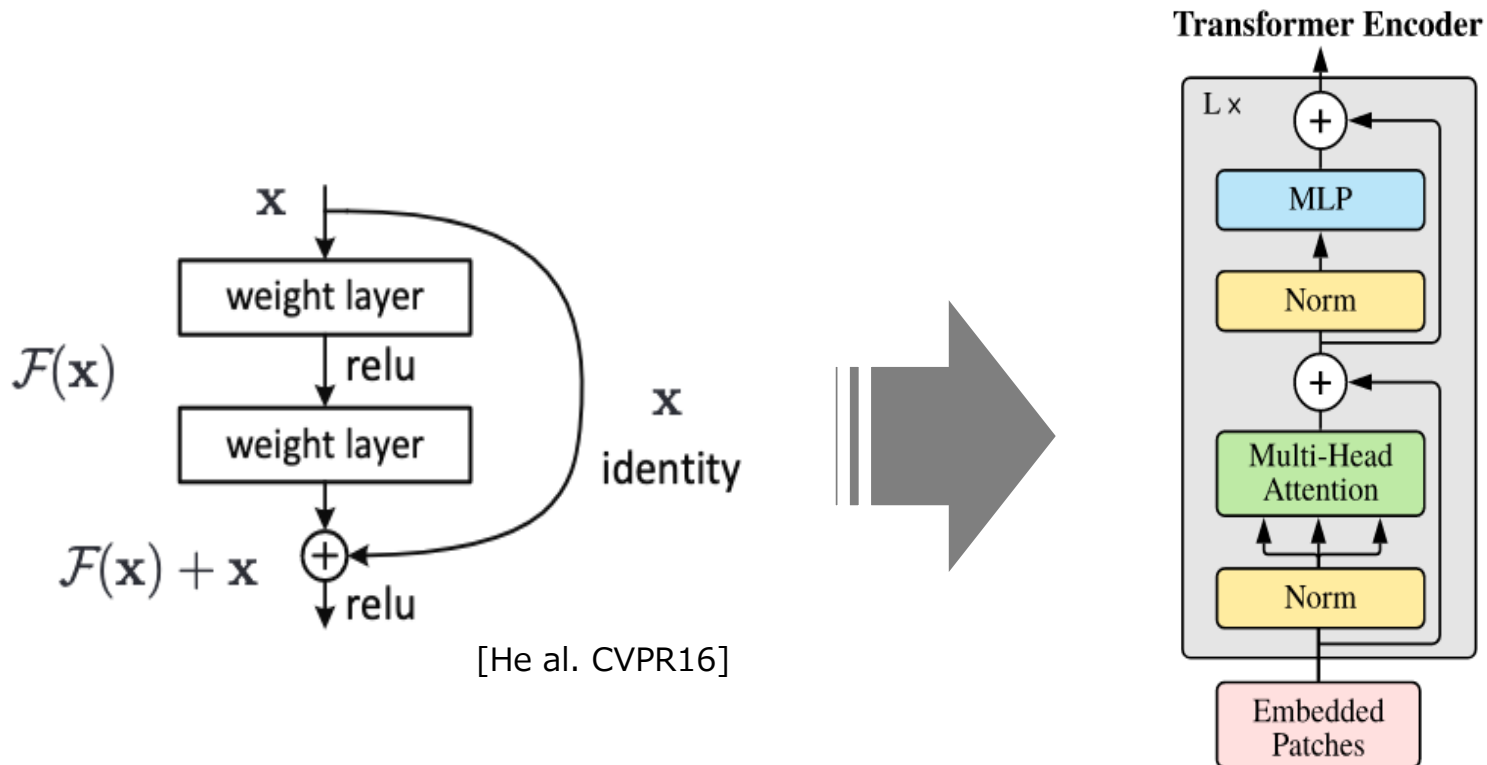 x
weight layer
relu
F(x)
weight layer
x
identity
F(x) + x
+
relu
[He al. CVPR16]
Transformer Encoder
L ×
+
MLP
Norm
+
Multi-Head
Attention
Norm
Embedded
Patches